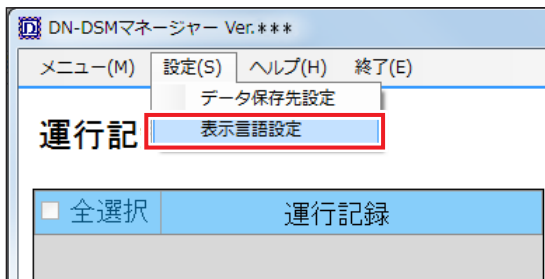 DN-DSMマネージャー Ver.***
メニュー(M) 設定(S) ヘルプ(H) 終了(E)
データ保存先設定
運行記
表示言語設定
全選択 運行記録